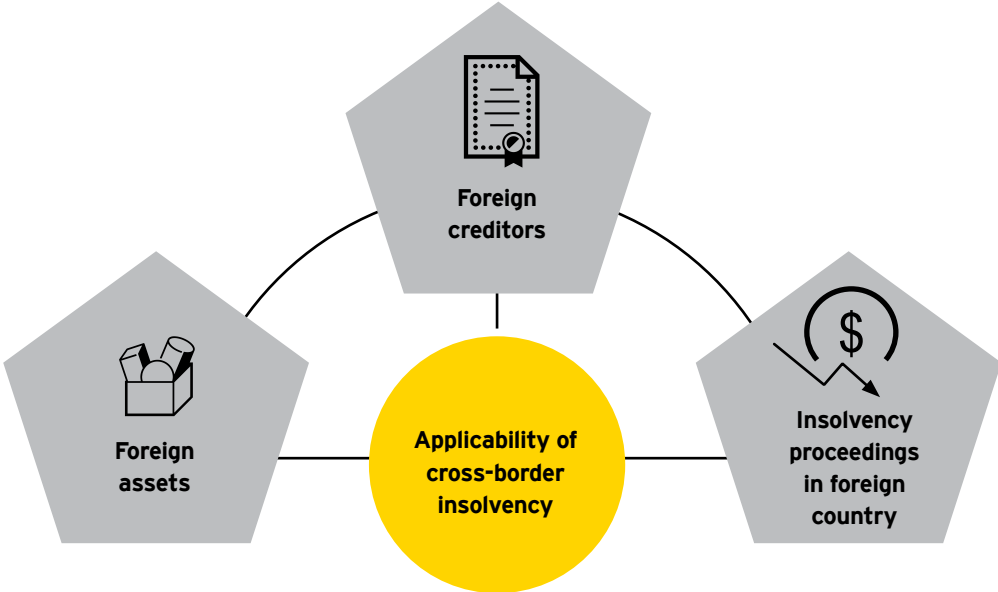 Foreign
creditors
Foreign
assets
Applicability of
cross-border
insolvency
$
Insolvency
proceedings
in foreign
country